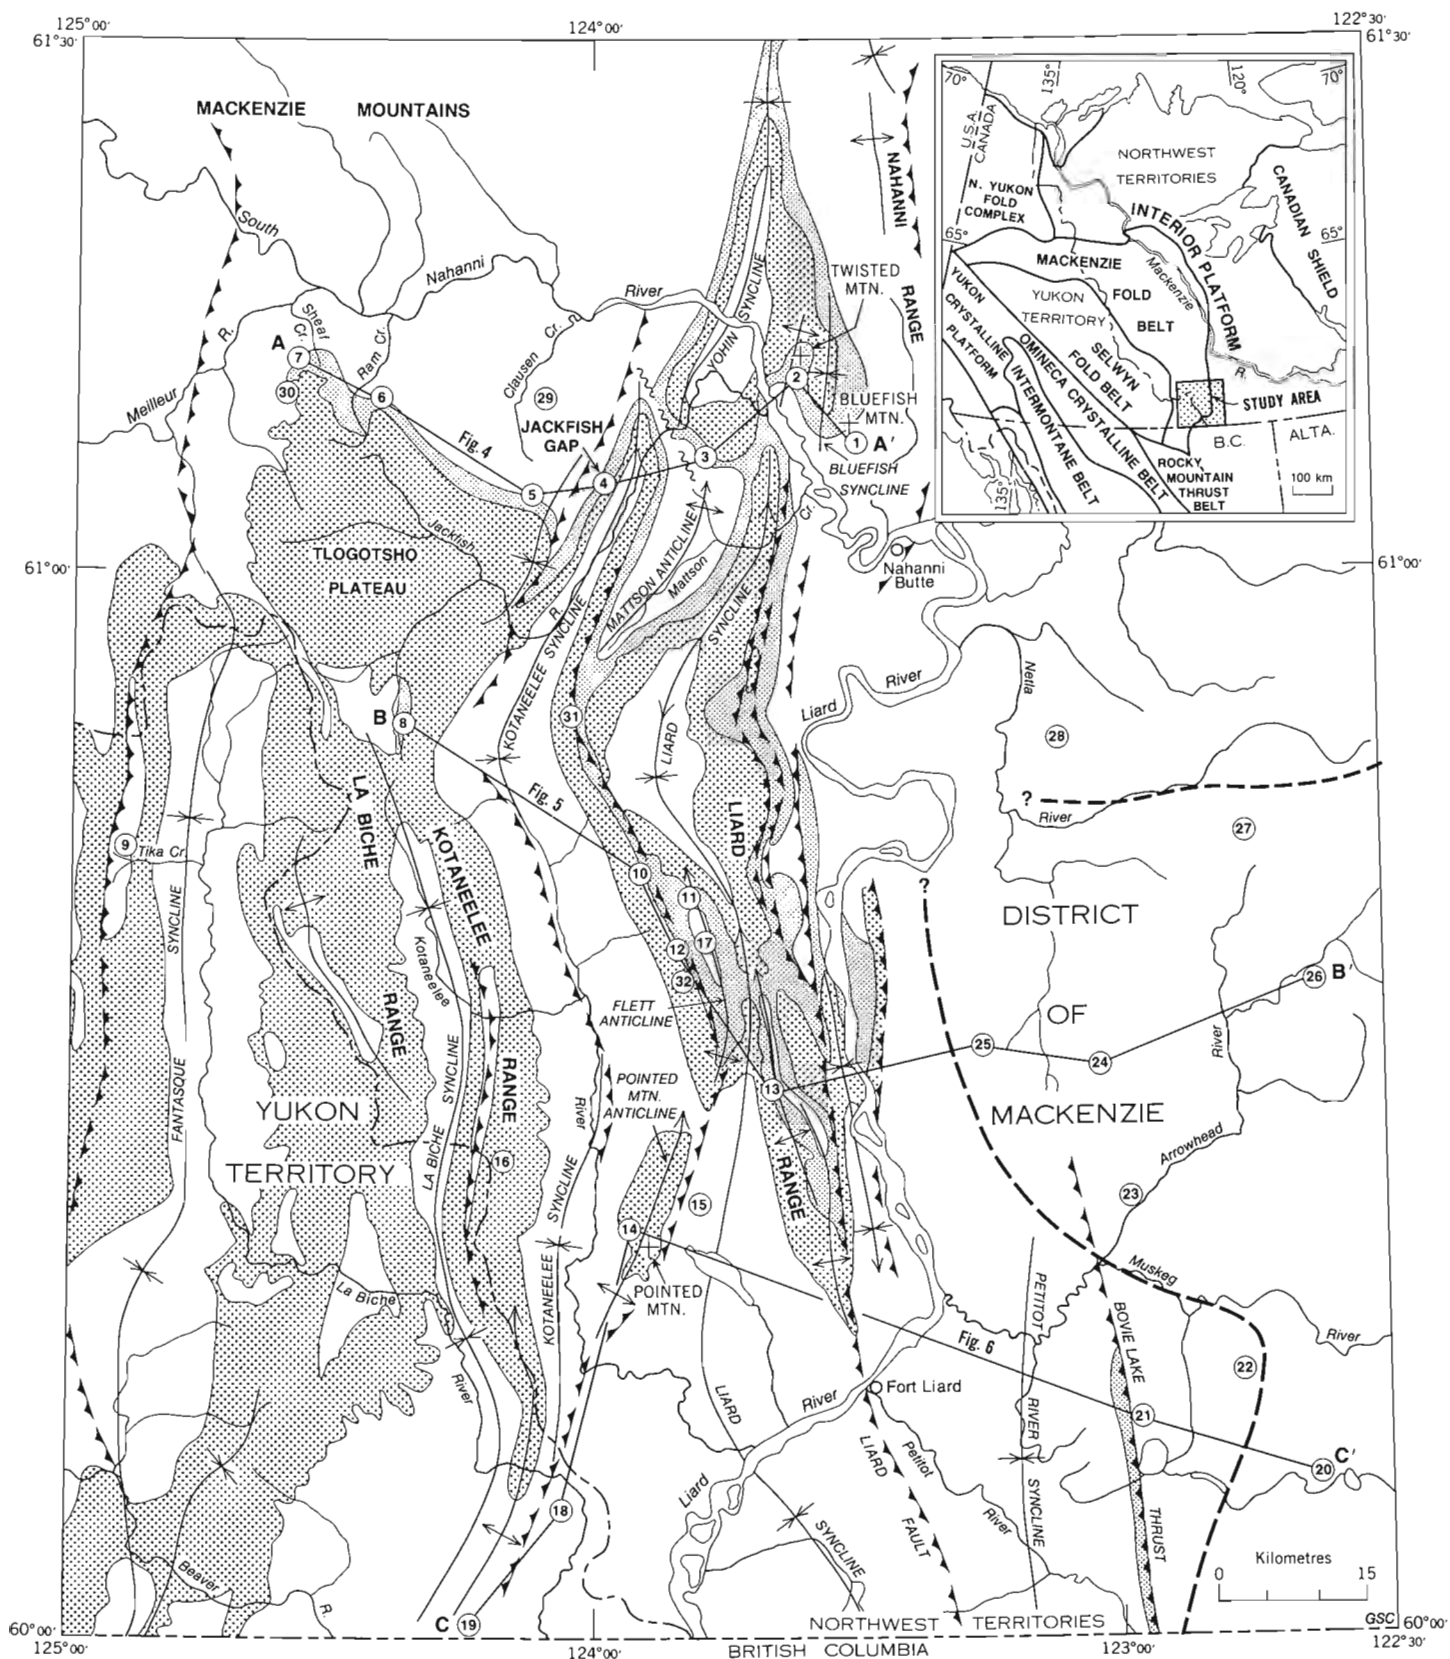 125°00'
124°00'
122°30'
61°30'
61°30'
MACKENZIE MOUNTAINS
South
Nahanni
River
NAHANNI
RANGE
TWISTED
MTN.
YOHIN SYNCLINE
Sheaf
Cr.
Ram Cr.
Clausen Cr.
R.
Meilleur
A
7
30
6
29
2
JACKFISH
GAP
Fig. 4
BLUEFISH
MTN.
1
A'
BLUEFISH
SYNCLINE
3
4
5
Cr.
Jackfish
R.
TLOGOTSHO
PLATEAU
MATTSON ANTICLINE
Mattson
Nahanni
Butte
61°00'
61°00'
KOTANEELEE SYNCLINE
LIARD SYNCLINE
River
Liard
Netla
B
8
31
28
Fig. 5
?
River
27
LA BICHE
RANGE
KOTANEELEE
RANGE
LIARD
RANGE
9
Tika Cr.
10
11
?
DISTRICT
OF
MACKENZIE
Kotaneelee
River
12
17
32
26
B'
FLETT
ANTICLINE
25
24
River
FANTASQUE SYNCLINE
LA BICHE SYNCLINE
POINTED
MTN.
ANTICLINE
13
YUKON
TERRITORY
Arrowhead
16
KOTANEELEE SYNCLINE
15
23
14
Muskeg
River
La Biche
River
POINTED
MTN.
PETITOT RIVER SYNCLINE
BOVIE LAKE THRUST
Fig. 6
22
Fort Liard
River
LIARD SYNCLINE
21
20
C'
Liard
LIARD FAULT
Petitot
River
18
Beaver
R.
C
19
Kilometres
0
15
GSC
NORTHWEST TERRITORIES
BRITISH COLUMBIA
60°00'
60°00'
125°00'
124°00'
123°00'
122°30'
70°
135°
120°
70°
U.S.A.
CANADA
NORTHWEST
TERRITORIES
N. YUKON
FOLD
COMPLEX
INTERIOR PLATFORM
CANADIAN SHIELD
65°
65°
MACKENZIE
FOLD
BELT
Mackenzie
R.
YUKON
TERRITORY
YUKON
CRYSTALLINE
PLATFORM
SELWYN
FOLD BELT
OMINECA CRYSTALLINE BELT
INTERMONTANE BELT
STUDY AREA
B.C.
ALTA.
ROCKY
MOUNTAIN
THRUST
BELT
135°
100 km